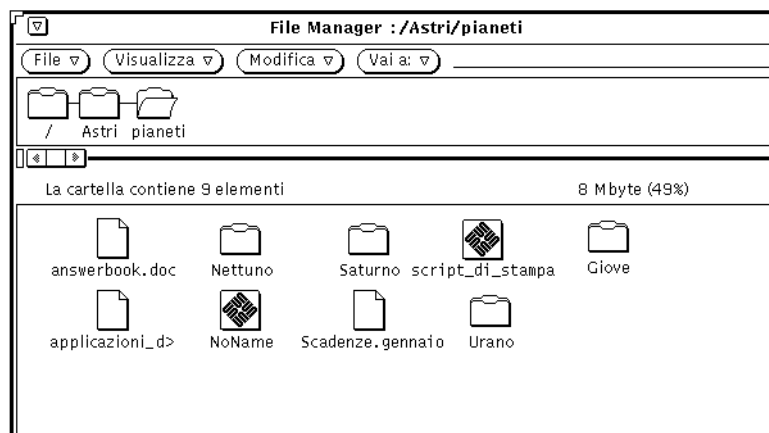 File Manager :/Astri/pianeti
File Visualizza Modifica Vai a:
/ Astri pianeti
La cartella contiene 9 elementi 8 Mbyte (49%)
answerbook.doc Nettuno Saturno script_di_stampa Giove
applicazioni_d> NoName Scadenze.gennaio Urano